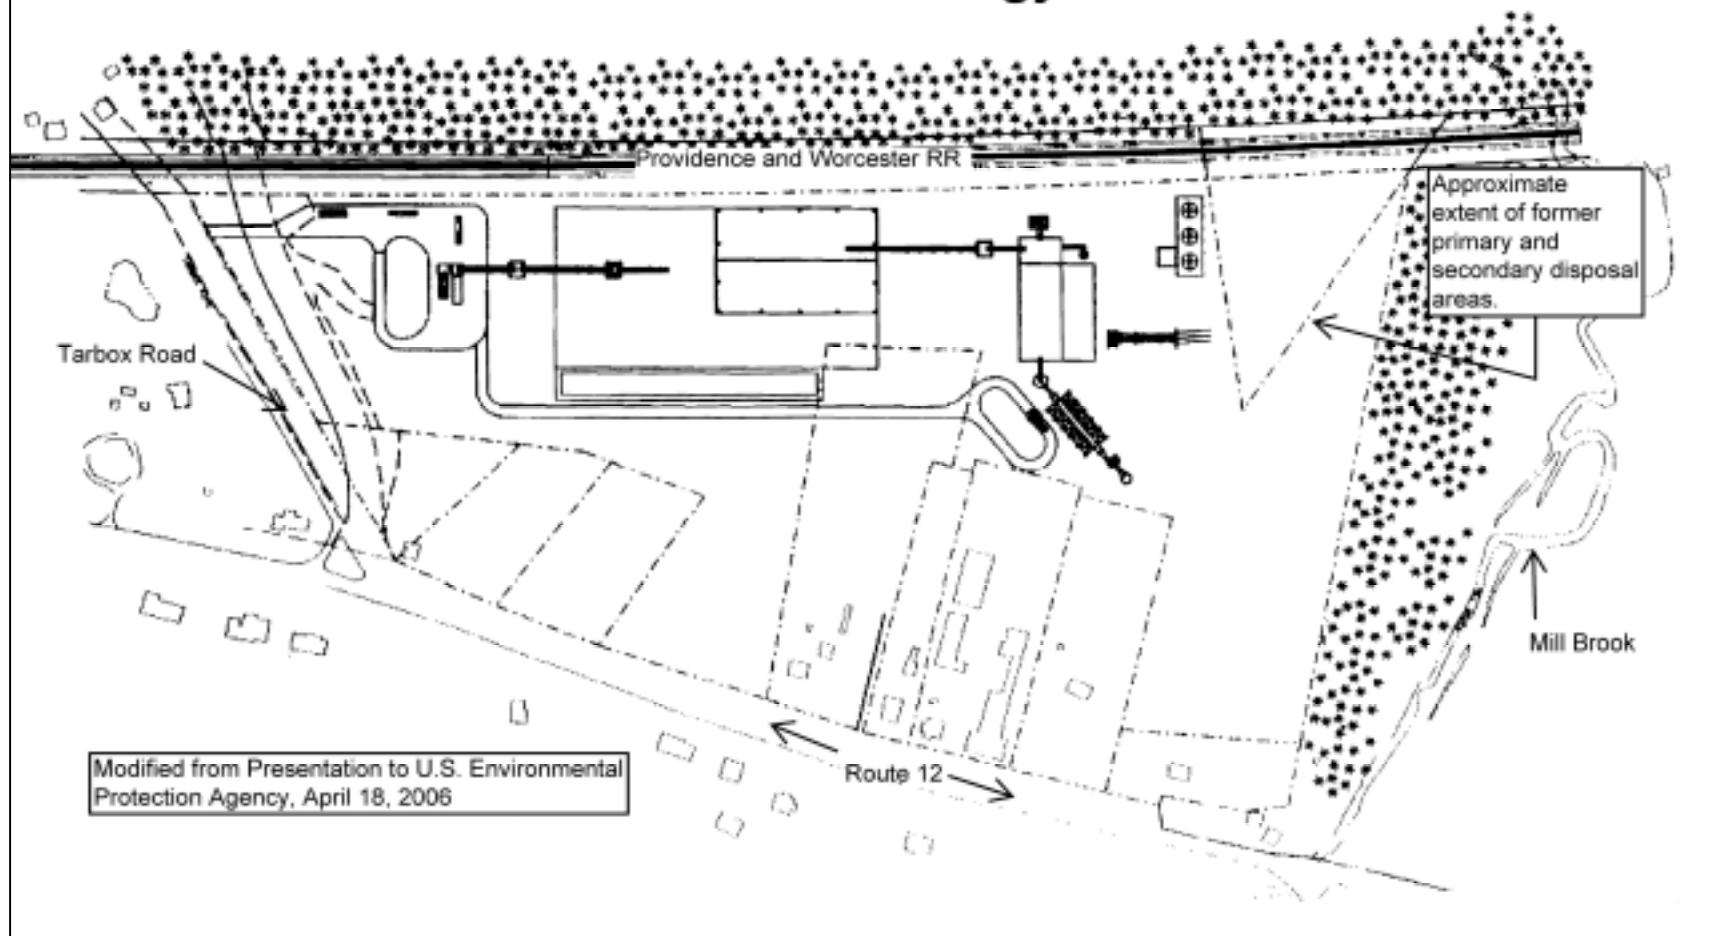 Providence and Worcester RR
Approximate
extent of former
primary and
secondary disposal
areas.
Tarbox Road
Mill Brook
Modified from Presentation to U.S. Environmental
Protection Agency, April 18, 2006
Route 12